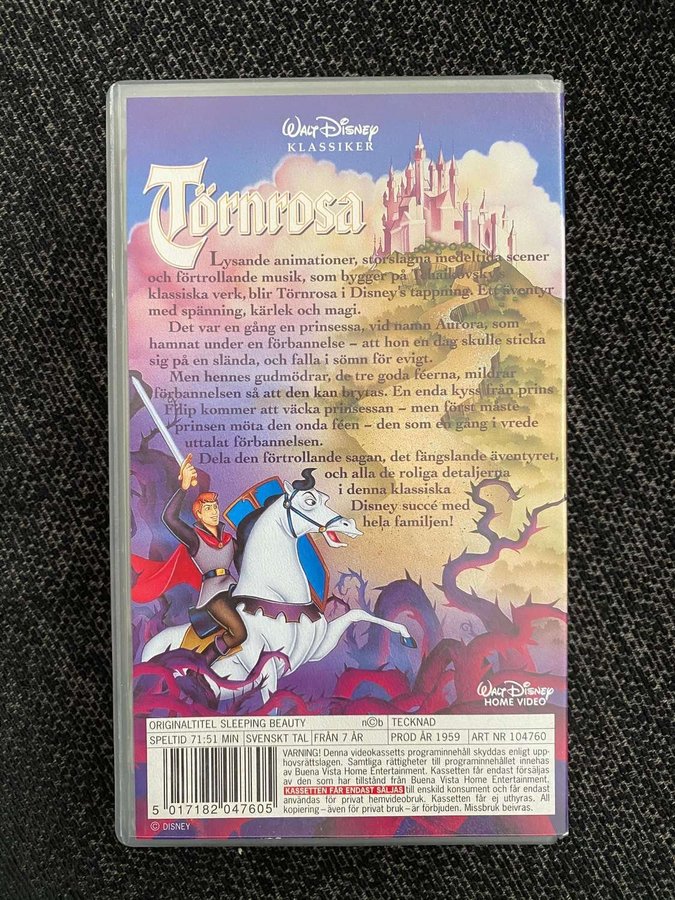 WALT DISNEY
KLASSIKER
Törnrosa
Lysande animationer, storslagna medeltida scener
och förtrollande musik, som bygger på Tchaikovskys
klassiska verk, blir Törnrosa i Disney's tappning. Ett äventyr
med spänning, kärlek och magi.
Det var en gång en prinsessa, vid namn Aurora, som
hamnat under en förbannelse – att hon en dag skulle sticka
sig på en slända, och falla i sömn för evigt.
Men hennes gudmödrar, de tre goda féerna, mildrar
förbannelsen så att den kan brytas. En enda kyss från prins
Filip kommer att väcka prinsessan – men först måste
prinsen möta den onda féen – den som en gång i vrede
uttalat förbannelsen.
Dela den förtrollande sagan, det fängslande äventyret,
och alla de roliga detaljerna
i denna klassiska
Disney succé med
hela familjen!
WALT DISNEY
HOME VIDEO
ORIGINALTITEL SLEEPING BEAUTY n©b TECKNAD
SPELTID 71:51 MIN SVENSKT TAL FRÅN 7 ÅR PROD ÅR 1959 ART NR 104760
VARNING! Denna videokassetts programinnehåll skyddas enligt upp-
hovsrättslagen. Samtliga rättigheter till programinnehållet innehas
av Buena Vista Home Entertainment. Kassetten får endast försäljas
av den som har tillstånd från Buena Vista Home Entertainment.
KASSETTEN FÅR ENDAST SÄLJAS till enskild konsument och får endast
användas för privat hemvideobruk. Kassetten får ej uthyras. All
kopiering – även för privat bruk – är förbjuden. Missbruk beivras.
5 017182 047605
© DISNEY